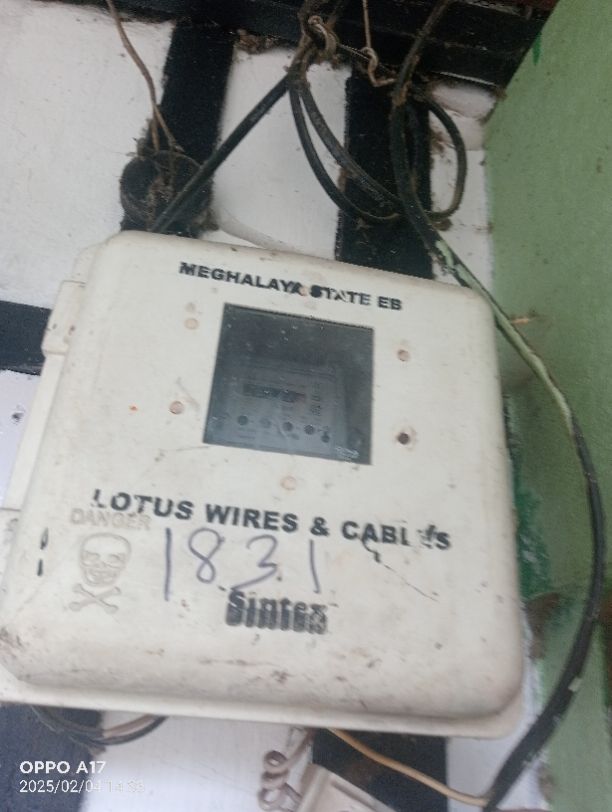 MEGHALAYA STATE EB
LOTUS WIRES & CABLES
DANGER
1831
Sintex
OPPO A17